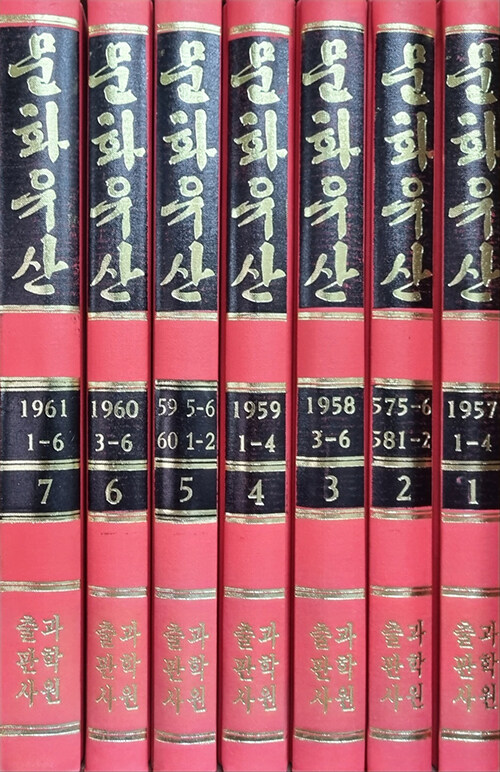 문화유산
1961
1-6
7
과학원
출판사
문화유산
1960
3-6
6
과학원
출판사
문화유산
59 5-6
60 1-2
5
과학원
출판사
문화유산
1959
1-4
4
과학원
출판사
문화유산
1958
3-6
3
과학원
출판사
문화유산
575-6
581-2
2
과학원
출판사
문화유산
1957
1-4
1
과학원
출판사